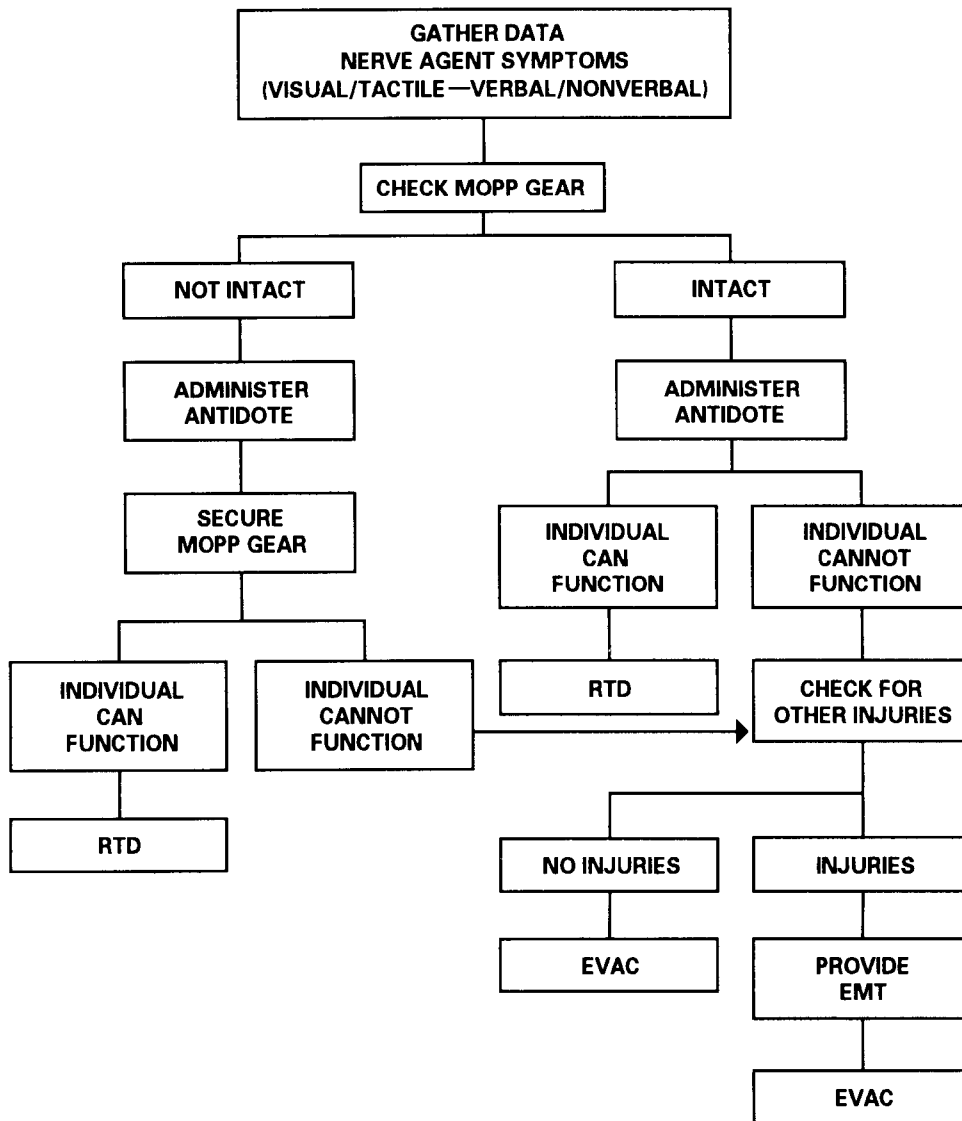 GATHER DATA
NERVE AGENT SYMPTOMS
(VISUAL/TACTILE—VERBAL/NONVERBAL)
CHECK MOPP GEAR
NOT INTACT
INTACT
ADMINISTER
ANTIDOTE
ADMINISTER
ANTIDOTE
SECURE
MOPP GEAR
INDIVIDUAL
CAN
FUNCTION
INDIVIDUAL
CANNOT
FUNCTION
INDIVIDUAL
CAN
FUNCTION
INDIVIDUAL
CANNOT
FUNCTION
RTD
CHECK FOR
OTHER INJURIES
RTD
NO INJURIES
INJURIES
EVAC
PROVIDE
EMT
EVAC